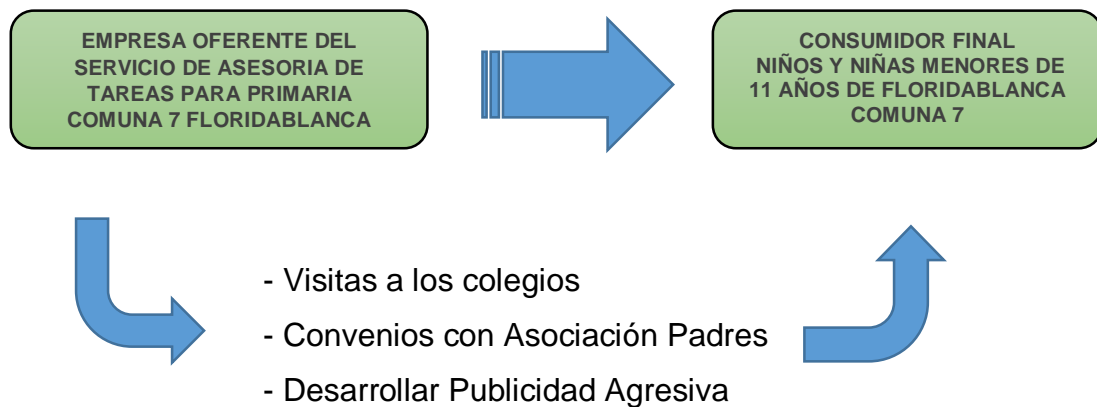 EMPRESA OFERENTE DEL
SERVICIO DE ASESORIA DE
TAREAS PARA PRIMARIA
COMUNA 7 FLORIDABLANCA
CONSUMIDOR FINAL
NIÑOS Y NIÑAS MENORES DE
11 AÑOS DE FLORIDABLANCA
COMUNA 7
- Visitas a los colegios
- Convenios con Asociación Padres
- Desarrollar Publicidad Agresiva